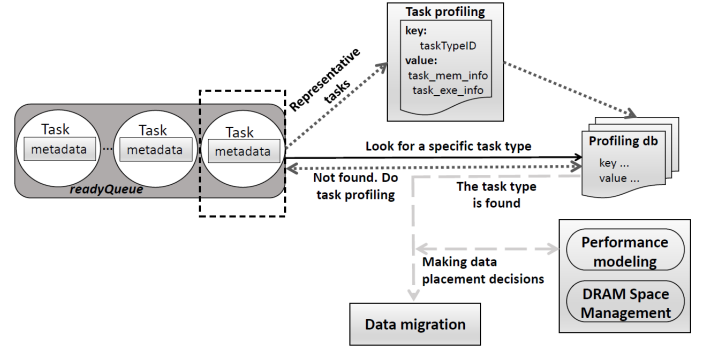 Task profiling
key:
taskTypeID
value:
task_mem_info
task_exe_info
Representative
tasks
Task
metadata
...
Task
metadata
Task
metadata
readyQueue
Look for a specific task type
Not found. Do
task profiling
The task type
is found
Profiling db
key ...
value ...
Making data
placement decisions
Performance
modeling
DRAM Space
Management
Data migration